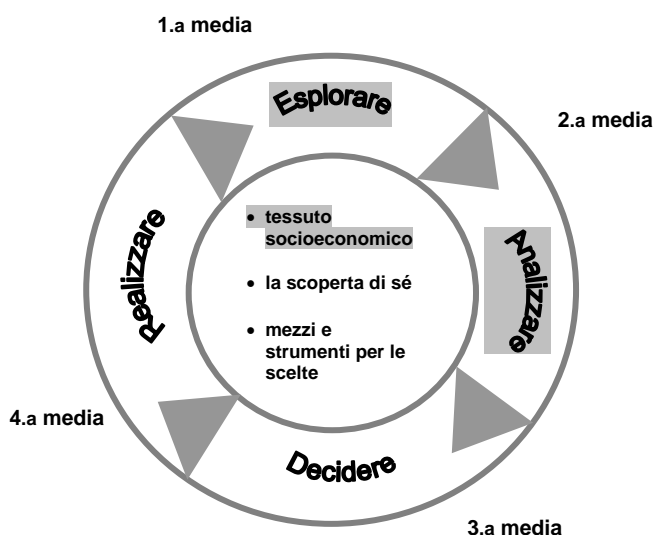 1.a media
Esplorare
2.a media
• tessuto
socioeconomico
Analizzare
Realizzare
• la scoperta di sé
• mezzi e
strumenti per le
scelte
4.a media
Decidere
3.a media